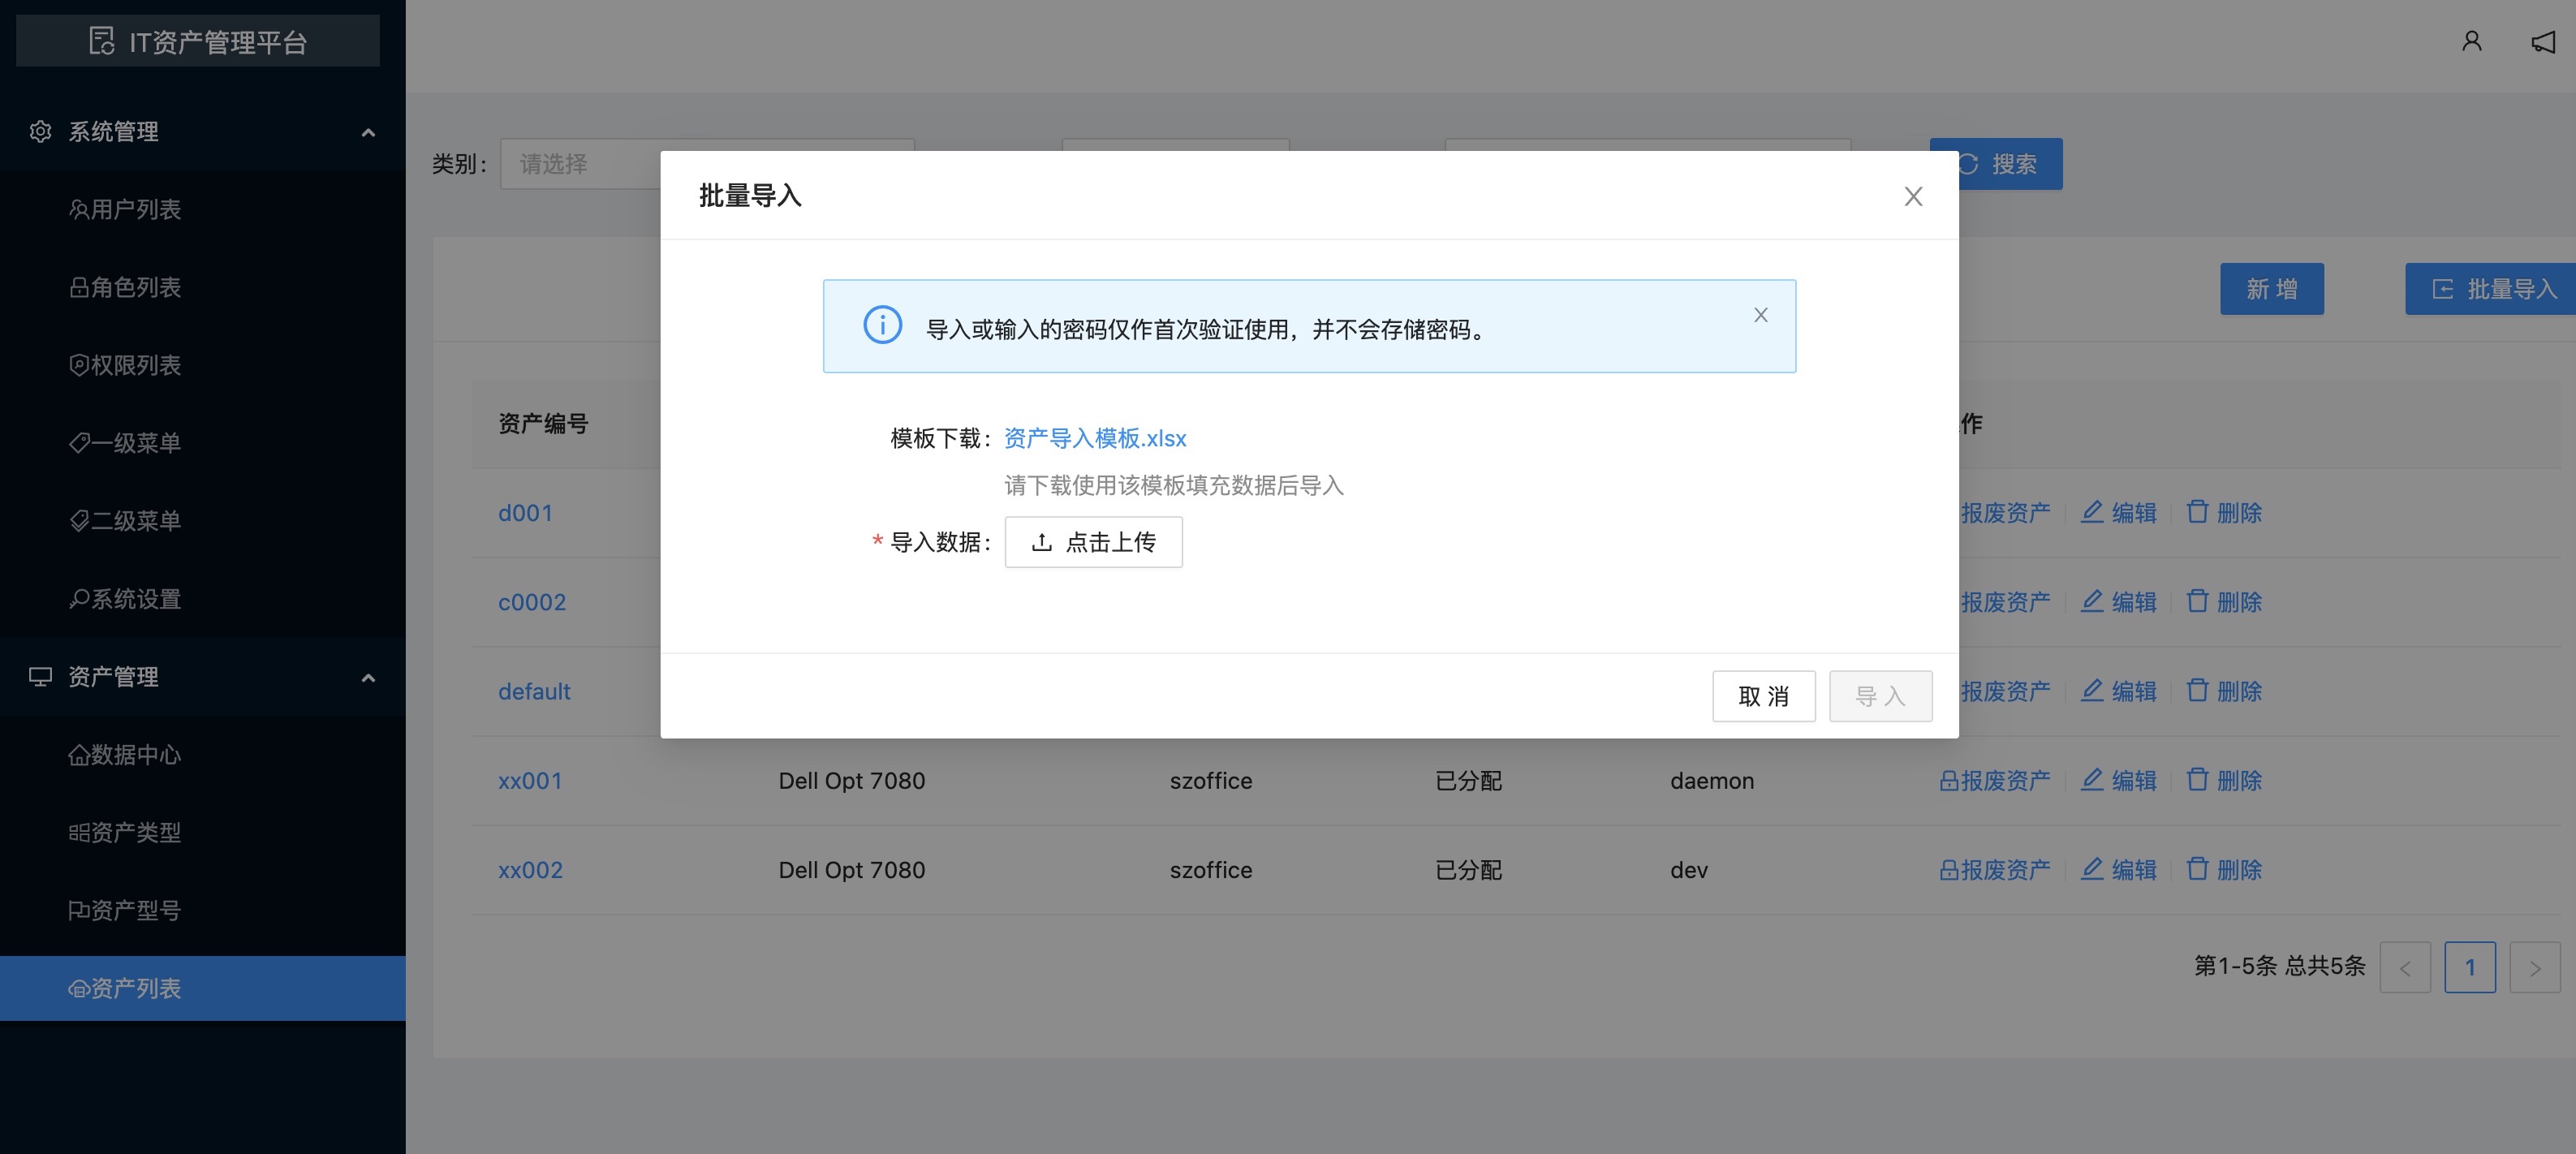 IT资产管理平台
系统管理
用户列表
角色列表
权限列表
一级菜单
二级菜单
系统设置
资产管理
数据中心
资产类型
资产型号
资产列表
类别: 请选择 搜索
新 增 批量导入
批量导入
导入或输入的密码仅作首次验证使用，并不会存储密码。
模板下载: 资产导入模板.xlsx
请下载使用该模板填充数据后导入
* 导入数据: 点击上传
取 消 导 入
资产编号 作
d001 报废资产 编辑 删除
c0002 报废资产 编辑 删除
default 报废资产 编辑 删除
xx001 Dell Opt 7080 szoffice 已分配 daemon 报废资产 编辑 删除
xx002 Dell Opt 7080 szoffice 已分配 dev 报废资产 编辑 删除
第1-5条 总共5条 < 1 >